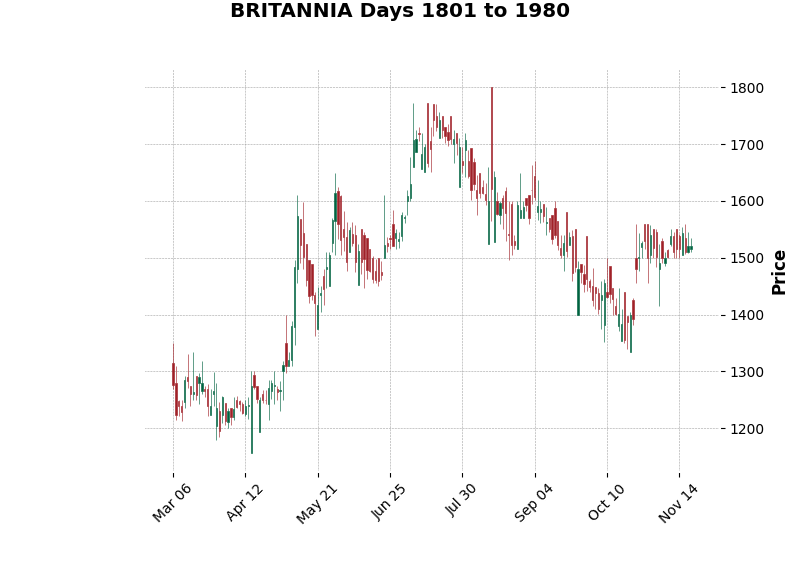 BRITANNIA Days 1801 to 1980
1800
1700
1600
1500
1400
1300
1200
Price
Mar 06
Apr 12
May 21
Jun 25
Jul 30
Sep 04
Oct 10
Nov 14